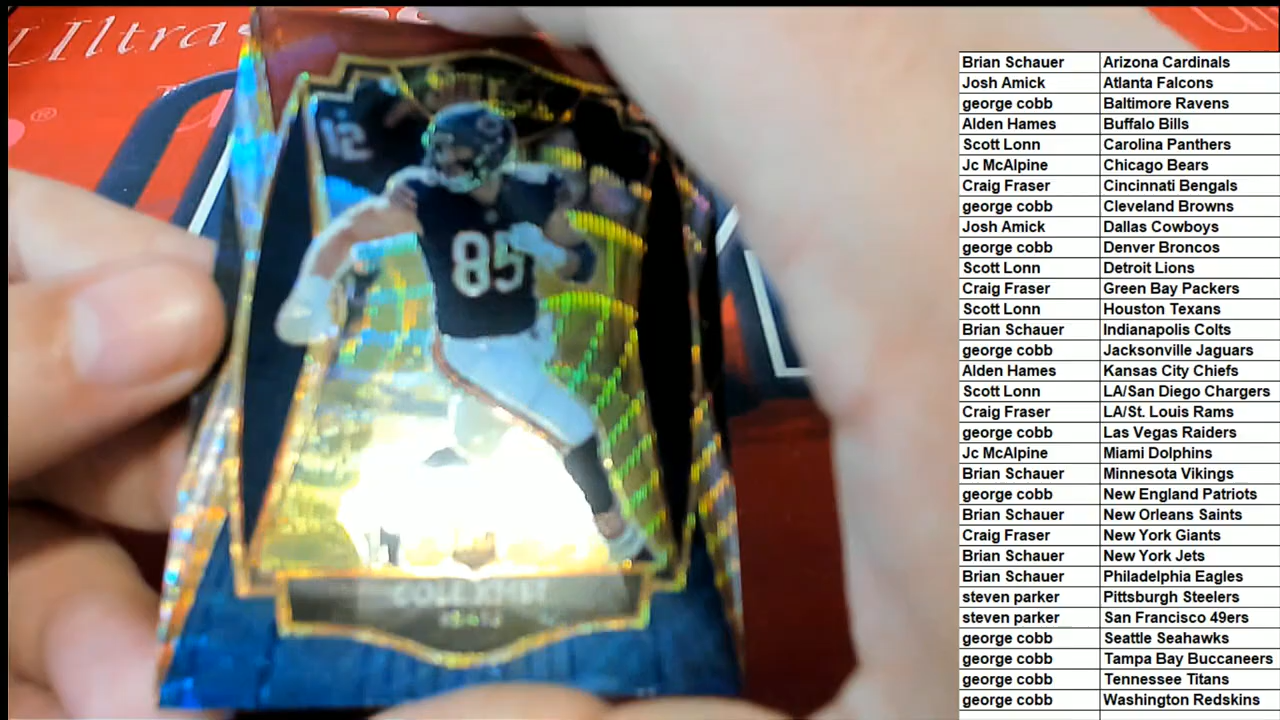 Ultra
®
12
85
COLE KMET
BEARS
Brian Schauer Arizona Cardinals
Josh Amick Atlanta Falcons
george cobb Baltimore Ravens
Alden Hames Buffalo Bills
Scott Lonn Carolina Panthers
Jc McAlpine Chicago Bears
Craig Fraser Cincinnati Bengals
george cobb Cleveland Browns
Josh Amick Dallas Cowboys
george cobb Denver Broncos
Scott Lonn Detroit Lions
Craig Fraser Green Bay Packers
Scott Lonn Houston Texans
Brian Schauer Indianapolis Colts
george cobb Jacksonville Jaguars
Alden Hames Kansas City Chiefs
Scott Lonn LA/San Diego Chargers
Craig Fraser LA/St. Louis Rams
george cobb Las Vegas Raiders
Jc McAlpine Miami Dolphins
Brian Schauer Minnesota Vikings
george cobb New England Patriots
Brian Schauer New Orleans Saints
Craig Fraser New York Giants
Brian Schauer New York Jets
Brian Schauer Philadelphia Eagles
steven parker Pittsburgh Steelers
steven parker San Francisco 49ers
george cobb Seattle Seahawks
george cobb Tampa Bay Buccaneers
george cobb Tennessee Titans
george cobb Washington Redskins